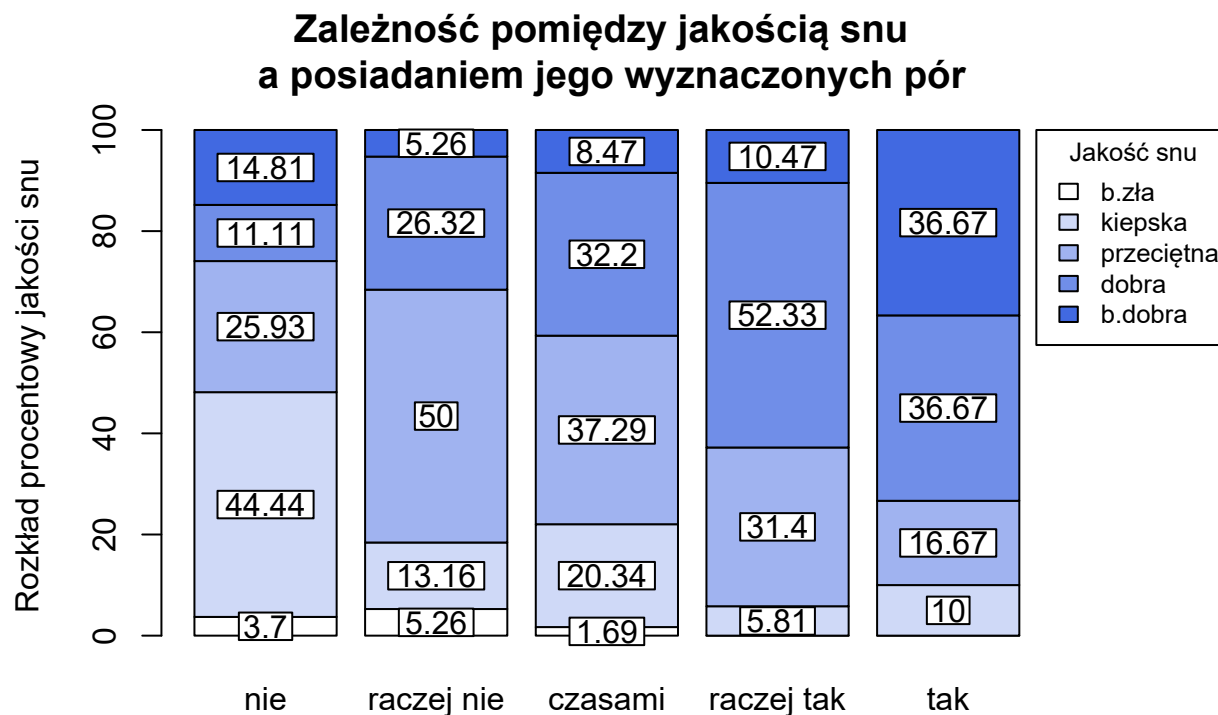 Zależność pomiędzy jakością snu
a posiadaniem jego wyznaczonych pór
Rozkład procentowy jakości snu
100
80
60
40
20
0
14.81
11.11
25.93
44.44
3.7
5.26
26.32
50
13.16
5.26
8.47
32.2
37.29
20.34
1.69
10.47
52.33
31.4
5.81
36.67
36.67
16.67
10
nie
raczej nie
czasami
raczej tak
tak
Jakość snu
b.zła
kiepska
przeciętna
dobra
b.dobra